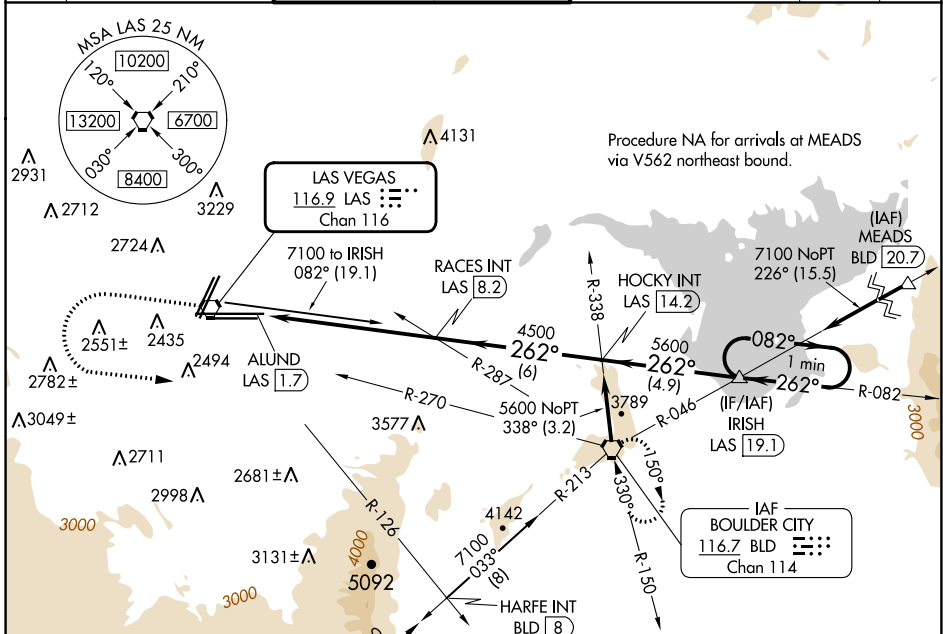 MSA LAS 25 NM
10200
120°
210°
13200
6700
030°
300°
8400
2931
2712
3229
2724
4131
Procedure NA for arrivals at MEADS
via V562 northeast bound.
LAS VEGAS
116.9 LAS
Chan 116
7100 to IRISH
082° (19.1)
RACES INT
LAS 8.2
HOCKY INT
LAS 14.2
R-338
7100 NoPT
226° (15.5)
(IAF)
MEADS
BLD 20.7
4500
262°
(6)
5600
262°
(4.9)
082°
1 min
262°
R-082
(IF/IAF)
IRISH
LAS 19.1
3000
2551±
2435
2494
2782±
3049±
ALUND
LAS 1.7
R-287
R-270
5600 NoPT
338° (3.2)
3789
R-046
3577
2711
2998
2681±
3131±
3000
3000
4000
5092
R-126
R-213
4142
7100
033°
(8)
HARFE INT
BLD 8
150°
330°
R-150
IAF
BOULDER CITY
116.7 BLD
Chan 114